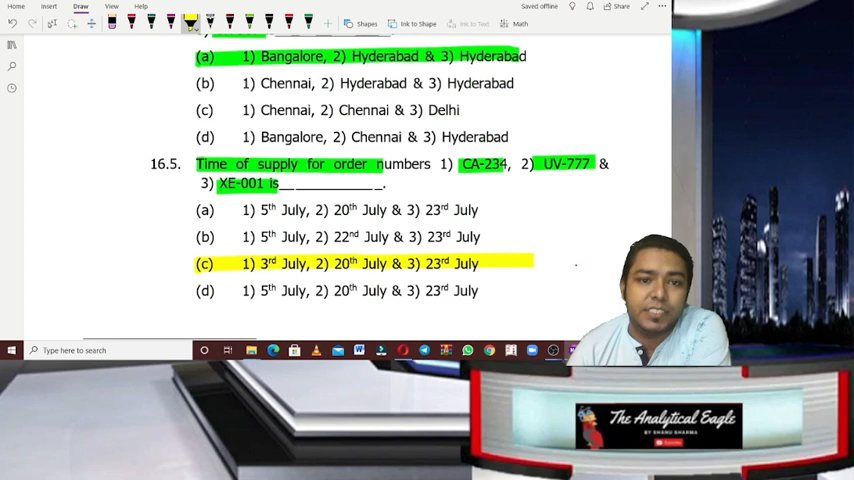 Home Insert Draw View Help Saved offline Share
Shapes Ink to Shape Ink to Text Math
(a) 1) Bangalore, 2) Hyderabad & 3) Hyderabad
(b) 1) Chennai, 2) Hyderabad & 3) Hyderabad
(c) 1) Chennai, 2) Chennai & 3) Delhi
(d) 1) Bangalore, 2) Chennai & 3) Hyderabad
16.5. Time of supply for order numbers 1) CA-234, 2) UV-777 &
3) XE-001 is______________.
(a) 1) 5th July, 2) 20th July & 3) 23rd July
(b) 1) 5th July, 2) 22nd July & 3) 23rd July
(c) 1) 3rd July, 2) 20th July & 3) 23rd July
(d) 1) 5th July, 2) 20th July & 3) 23rd July
Type here to search
The Analytical Eagle
BY SHANU SHARMA